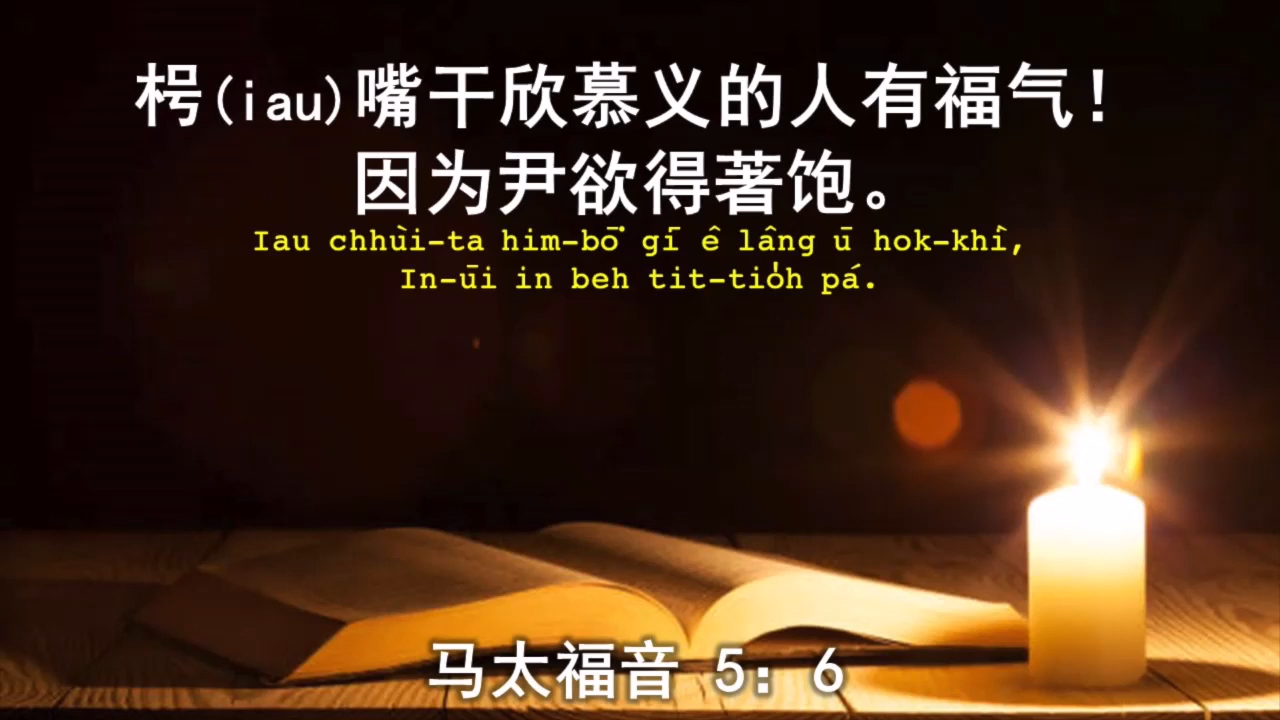 枵(iau)嘴干欣慕义的人有福气！
因为尹欲得著饱。
Iau chhùi-ta him-bō͘ gī ê lâng ū hok-khì,
In-ūi in beh tit-tio̍h pá.
马太福音 5：6